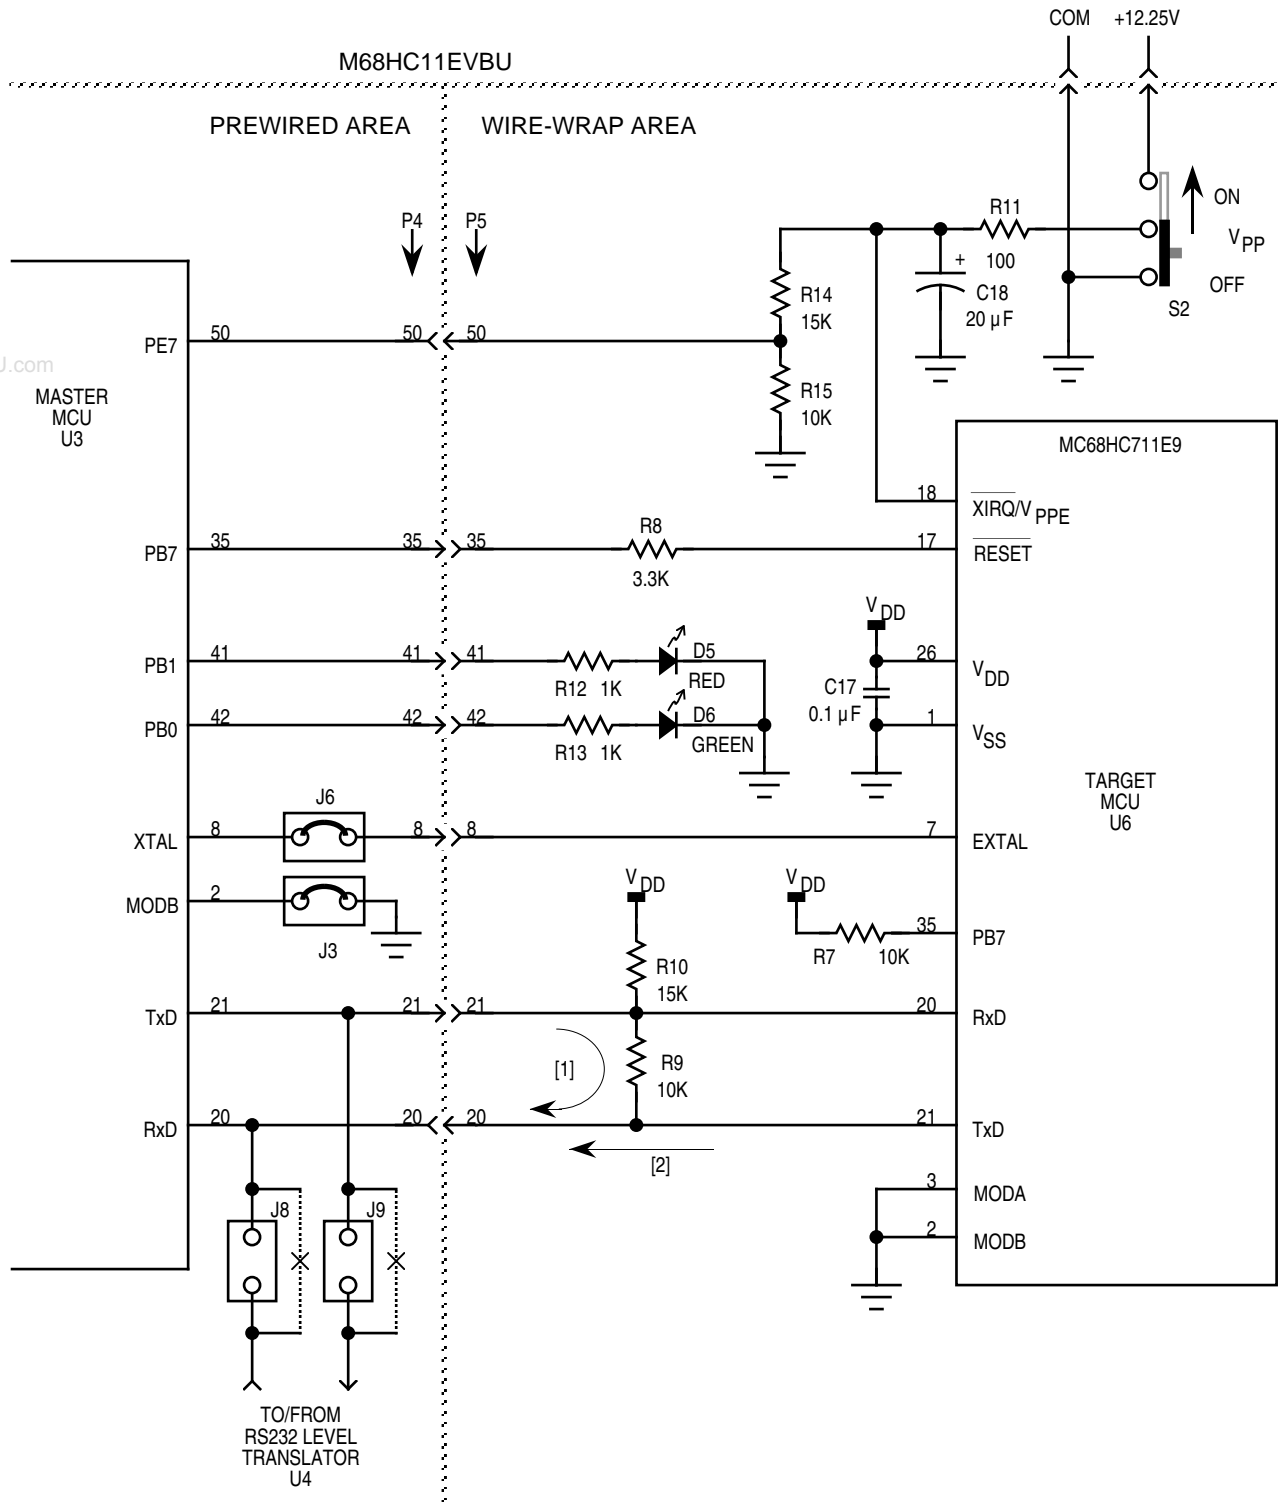 COM +12.25V
M68HC11EVBU
PREWIRED AREA WIRE-WRAP AREA
P4 P5
R11
100
ON
VPP
OFF
S2
+
C18
20 µF
R14
15K
PE7 50 50 50
R15
10K
U.com
MASTER
MCU
U3
MC68HC711E9
18 XIRQ/VPPE
R8
PB7 35 35 35 17 RESET
3.3K
VDD
PB1 41 41 41 D5 26 VDD
R12 1K RED
C17
0.1 µF
PB0 42 42 42 D6 1 VSS
R13 1K GREEN
TARGET
MCU
U6
J6
XTAL 8 8 8 7 EXTAL
VDD VDD
MODB 2
J3
35 PB7
R7 10K
R10
15K
TxD 21 21 21 20 RxD
[1]
R9
10K
RxD 20 20 20 21 TxD
[2]
3 MODA
J8 J9
2 MODB
TO/FROM
RS232 LEVEL
TRANSLATOR
U4